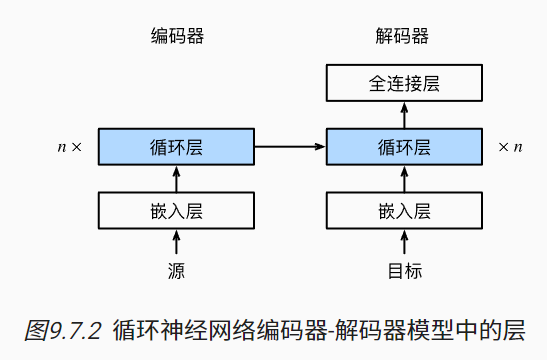 编码器
解码器
全连接层
n ×
循环层
循环层
× n
嵌入层
嵌入层
源
目标
图9.7.2 循环神经网络编码器-解码器模型中的层